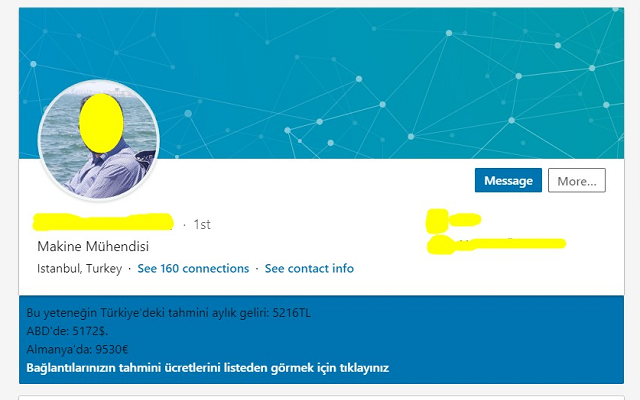 Message
More...
· 1st
Makine Mühendisi
Istanbul, Turkey · See 160 connections · See contact info
Bu yeteneğin Türkiye'deki tahmini aylık geliri: 5216TL
ABD'de: 5172$.
Almanya'da: 9530€
Bağlantılarınızın tahmini ücretlerini listeden görmek için tıklayınız